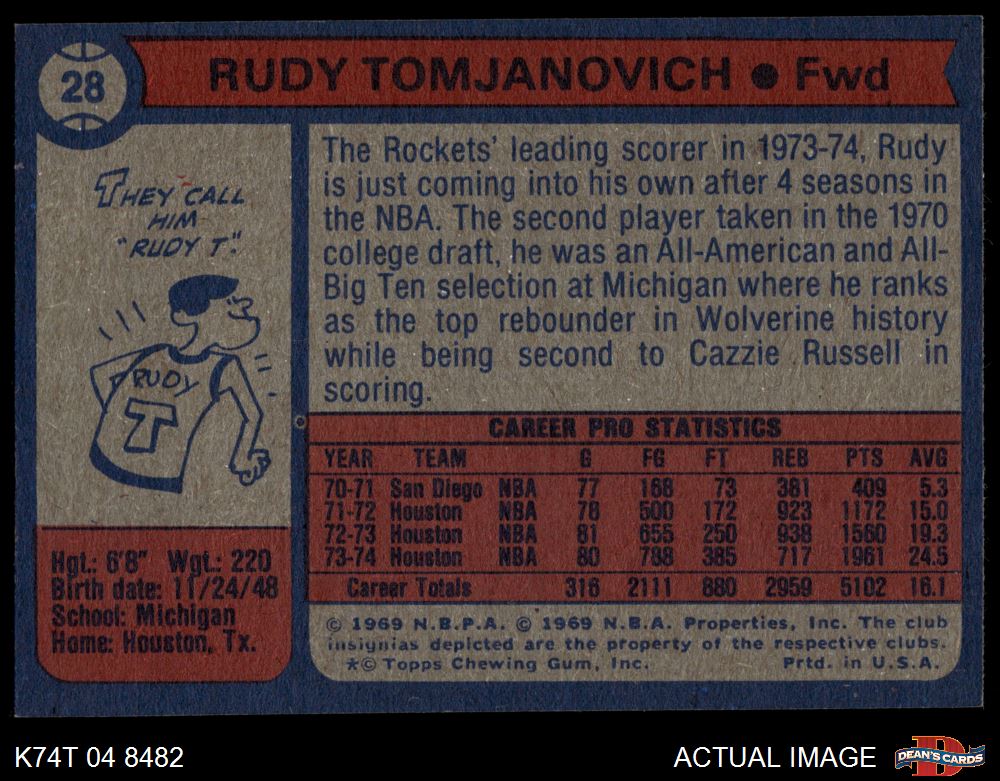 28
RUDY TOMJANOVICH ● Fwd
THEY CALL
HIM
"RUDY T."
RUDY
T
Hgt.: 6'8" Wgt.: 220
Birth date: 11/24/48
School: Michigan
Home: Houston, Tx.
The Rockets' leading scorer in 1973-74, Rudy
is just coming into his own after 4 seasons in
the NBA. The second player taken in the 1970
college draft, he was an All-American and All-
Big Ten selection at Michigan where he ranks
as the top rebounder in Wolverine history
while being second to Cazzie Russell in
scoring.
CAREER PRO STATISTICS
YEAR TEAM G FG FT REB PTS AVG
70-71 San Diego NBA 77 168 73 381 409 5.3
71-72 Houston NBA 78 500 172 923 1172 15.0
72-73 Houston NBA 81 655 250 938 1560 19.3
73-74 Houston NBA 80 788 385 717 1961 24.5
Career Totals 316 2111 880 2959 5102 16.1
© 1969 N.B.P.A. © 1969 N.B.A. Properties, Inc. The club
insignias depicted are the property of the respective clubs.
*© Topps Chewing Gum, Inc. Prtd. in U.S.A.
K74T 04 8482
ACTUAL IMAGE
D
DEAN'S CARDS